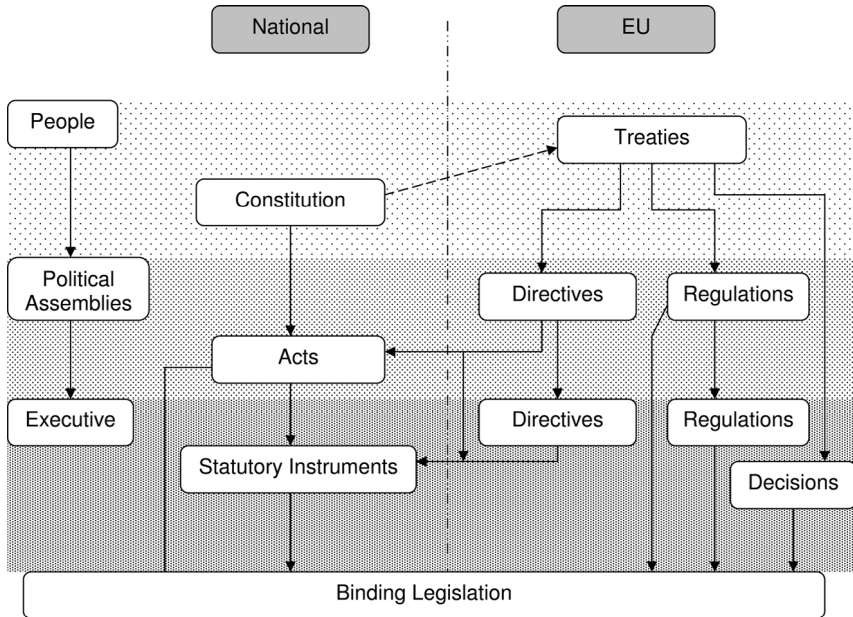 National
EU
People
Treaties
Constitution
Political
Assemblies
Directives
Regulations
Acts
Executive
Directives
Regulations
Statutory Instruments
Decisions
Binding Legislation